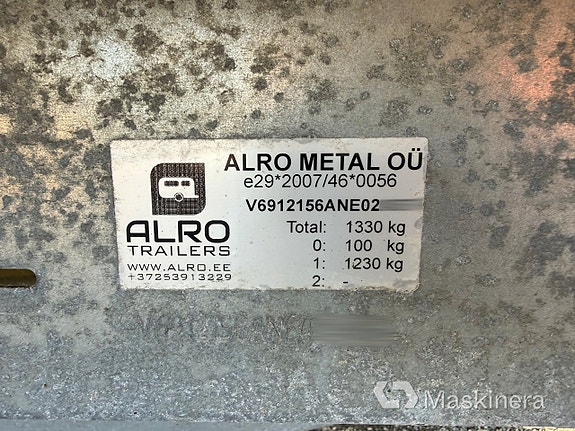 ALRO METAL OÜ
e29*2007/46*0056
V6912156ANE02
Total: 1330 kg
0: 100 kg
1: 1230 kg
2: -
ALRO
TRAILERS
WWW.ALRO.EE
+37253913229
Maskinera